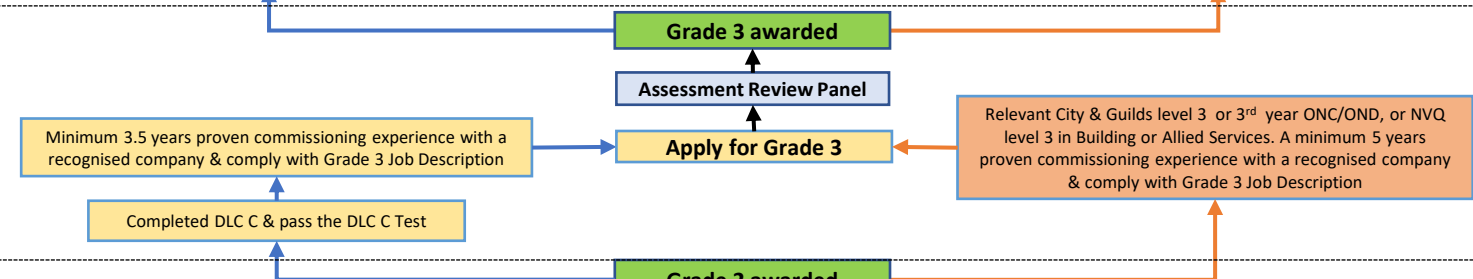 Grade 3 awarded
Assessment Review Panel
Minimum 3.5 years proven commissioning experience with a
recognised company & comply with Grade 3 Job Description
Apply for Grade 3
Relevant City & Guilds level 3 or 3rd year ONC/OND, or NVQ
level 3 in Building or Allied Services. A minimum 5 years
proven commissioning experience with a recognised company
& comply with Grade 3 Job Description
Completed DLC C & pass the DLC C Test
Grade 2 awarded